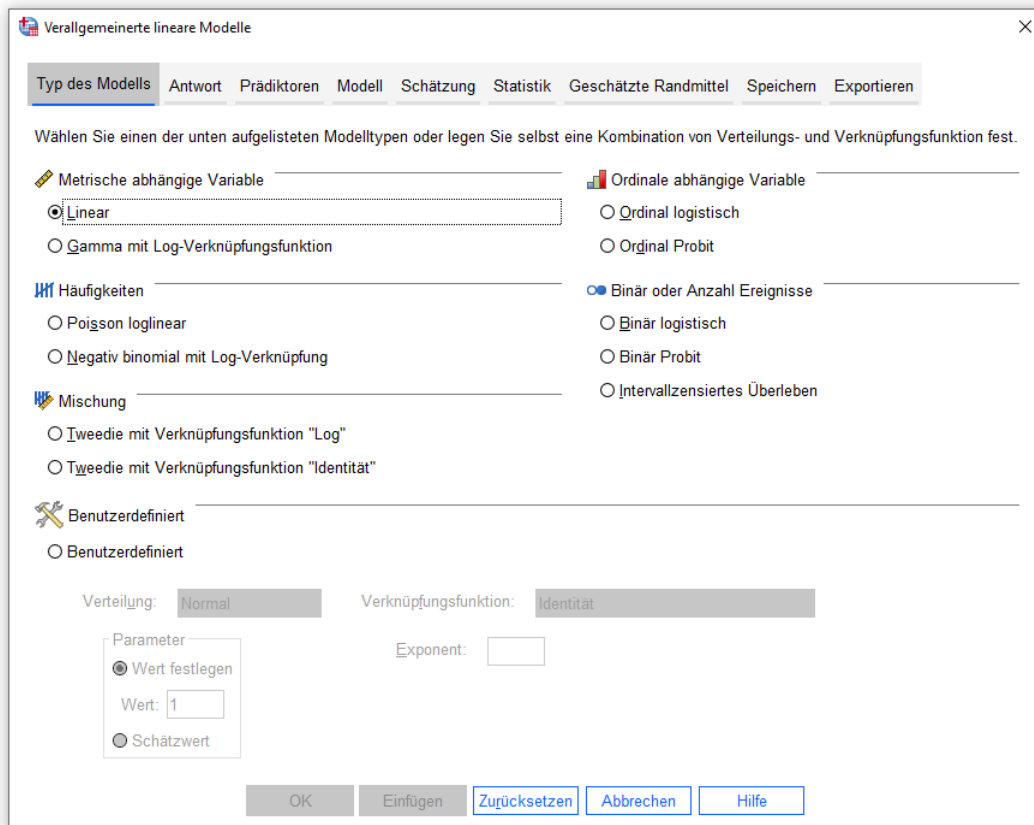 Verallgemeinerte lineare Modelle
Typ des Modells Antwort Prädiktoren Modell Schätzung Statistik Geschätzte Randmittel Speichern Exportieren
Wählen Sie einen der unten aufgelisteten Modelltypen oder legen Sie selbst eine Kombination von Verteilungs- und Verknüpfungsfunktion fest.
Metrische abhängige Variable
Linear
Gamma mit Log-Verknüpfungsfunktion
Ordinale abhängige Variable
Ordinal logistisch
Ordinal Probit
Häufigkeiten
Poisson loglinear
Negativ binomial mit Log-Verknüpfung
Binär oder Anzahl Ereignisse
Binär logistisch
Binär Probit
Intervallzensiertes Überleben
Mischung
Tweedie mit Verknüpfungsfunktion "Log"
Tweedie mit Verknüpfungsfunktion "Identität"
Benutzerdefiniert
Benutzerdefiniert
Verteilung: Normal Verknüpfungsfunktion: Identität
Parameter
Wert festlegen
Wert: 1
Schätzwert
Exponent:
OK Einfügen Zurücksetzen Abbrechen Hilfe